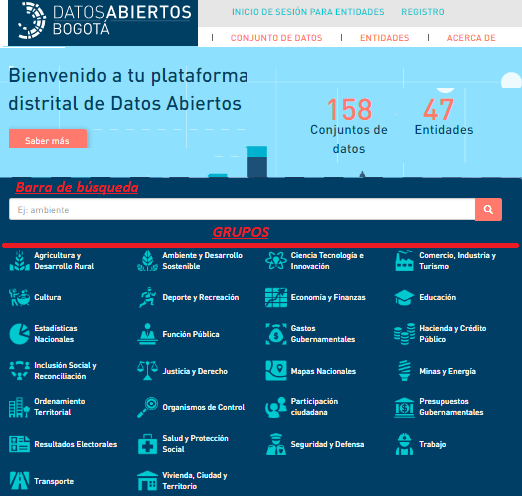 DATOSABIERTOS
BOGOTÁ
INICIO DE SESIÓN PARA ENTIDADES REGISTRO
CONJUNTO DE DATOS ENTIDADES ACERCA DE
Bienvenido a tu plataforma
distrital de Datos Abiertos
Saber más
158 47
Conjuntos de Entidades
datos
Barra de búsqueda
Ej: ambiente
GRUPOS
Agricultura y Ambiente y Desarrollo Ciencia Tecnología e Comercio, Industria y
Desarrollo Rural Sostenible Innovación Turismo
Cultura Deporte y Recreación Economía y Finanzas Educación
Estadísticas Función Pública Gastos Hacienda y Crédito
Nacionales Gubernamentales Público
Inclusión Social y Justicia y Derecho Mapas Nacionales Minas y Energía
Reconciliación
Ordenamiento Organismos de Control Participación Presupuestos
Territorial ciudadana Gubernamentales
Resultados Electorales Salud y Protección Seguridad y Defensa Trabajo
Social
Transporte Vivienda, Ciudad y
Territorio